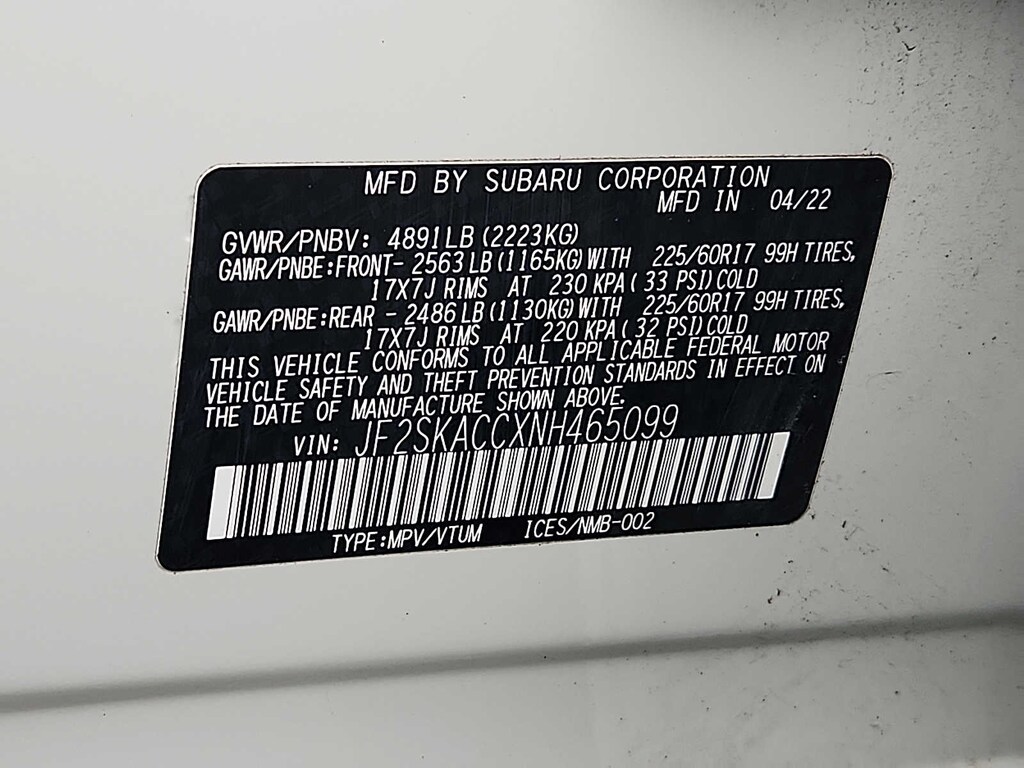 MFD BY SUBARU CORPORATION
MFD IN 04/22
GVWR/PNBV: 4891LB (2223KG)
GAWR/PNBE:FRONT- 2563LB (1165KG) WITH 225/60R17 99H TIRES,
17X7J RIMS AT 230 KPA ( 33 PSI) COLD
GAWR/PNBE:REAR - 2486LB (1130KG) WITH 225/60R17 99H TIRES,
17X7J RIMS AT 220 KPA ( 32 PSI) COLD
THIS VEHICLE CONFORMS TO ALL APPLICABLE FEDERAL MOTOR
VEHICLE SAFETY AND THEFT PREVENTION STANDARDS IN EFFECT ON
THE DATE OF MANUFACTURE SHOWN ABOVE.
VIN: JF2SKACCXNH465099
TYPE:MPV/VTUM ICES/NMB-002